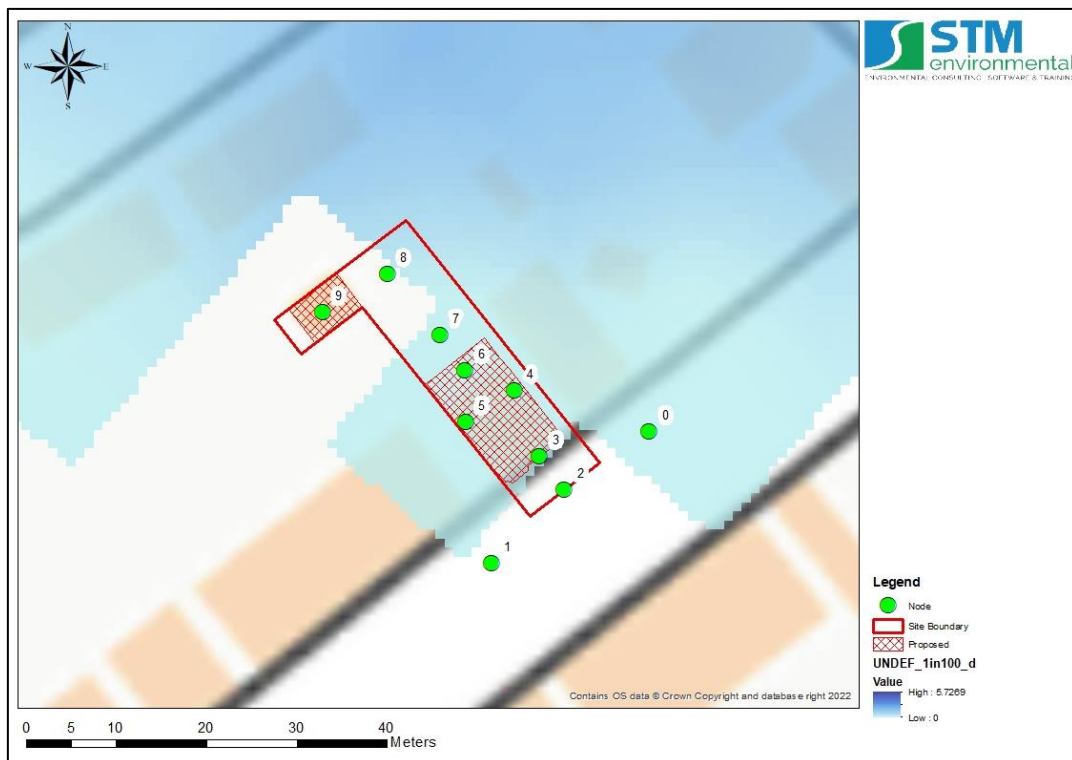 N
W E
S
STM
environmental
ENVIRONMENTAL CONSULTING, SOFTWARE & TRAINING
8
9
7
6
4
5
0
3
2
1
Legend
Node
Site Boundary
Proposed
UNDEF_1in100_d
Value
High : 5.7269
Low : 0
Contains OS data © Crown Copyright and database right 2022
0 5 10 20 30 40
Meters